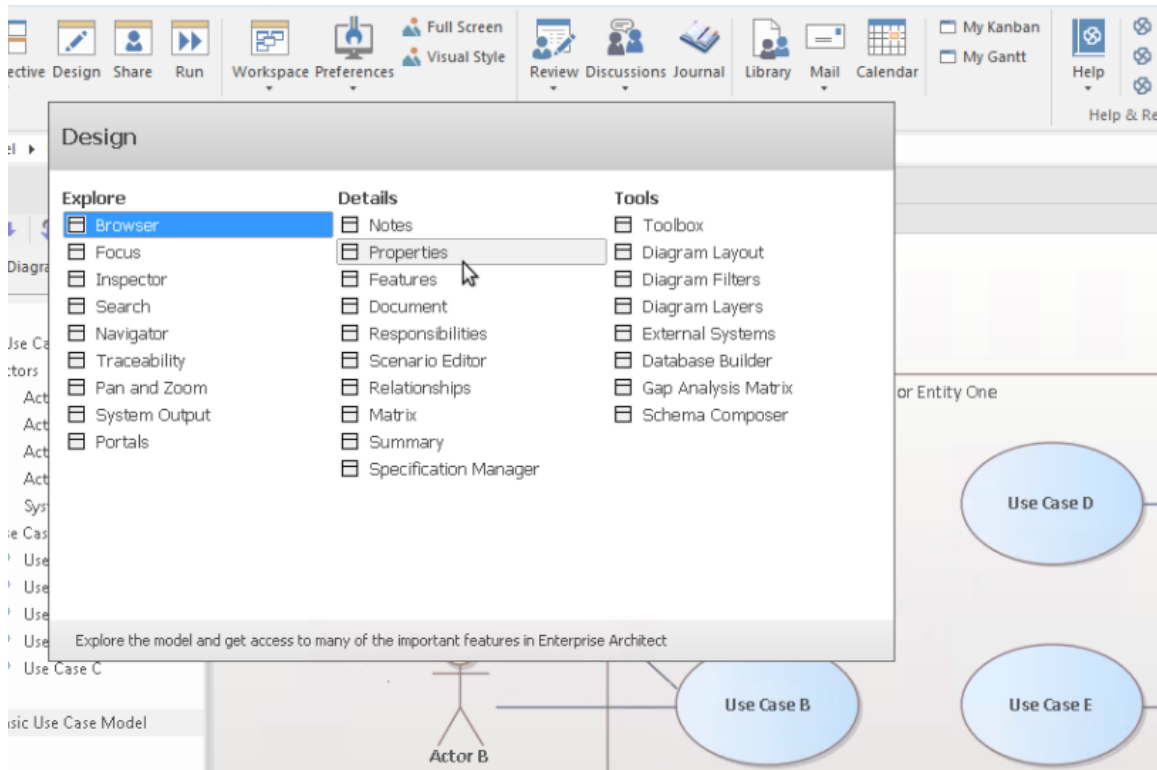 Full Screen
Visual Style
My Kanban
My Gantt
Design Share Run Workspace Preferences Review Discussions Journal Library Mail Calendar Help
Help & Re
Design
Explore
Browser
Focus
Inspector
Search
Navigator
Traceability
Pan and Zoom
System Output
Portals
Details
Notes
Properties
Features
Document
Responsibilities
Scenario Editor
Relationships
Matrix
Summary
Specification Manager
Tools
Toolbox
Diagram Layout
Diagram Filters
Diagram Layers
External Systems
Database Builder
Gap Analysis Matrix
Schema Composer
Explore the model and get access to many of the important features in Enterprise Architect
Use Case C
Use Case Model
or Entity One
Use Case D
Use Case B
Use Case E
Actor B